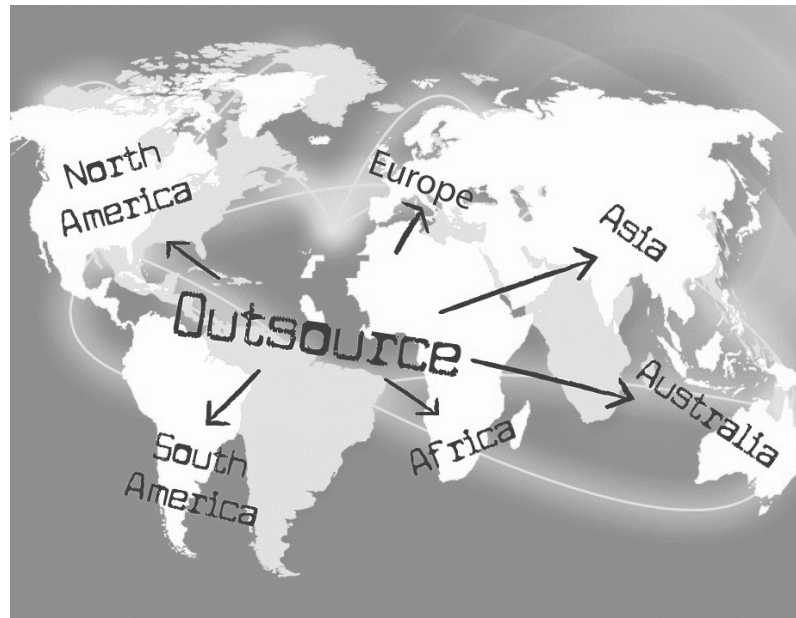 North
America
Europe
Asia
Outsource
Australia
South
America
Africa